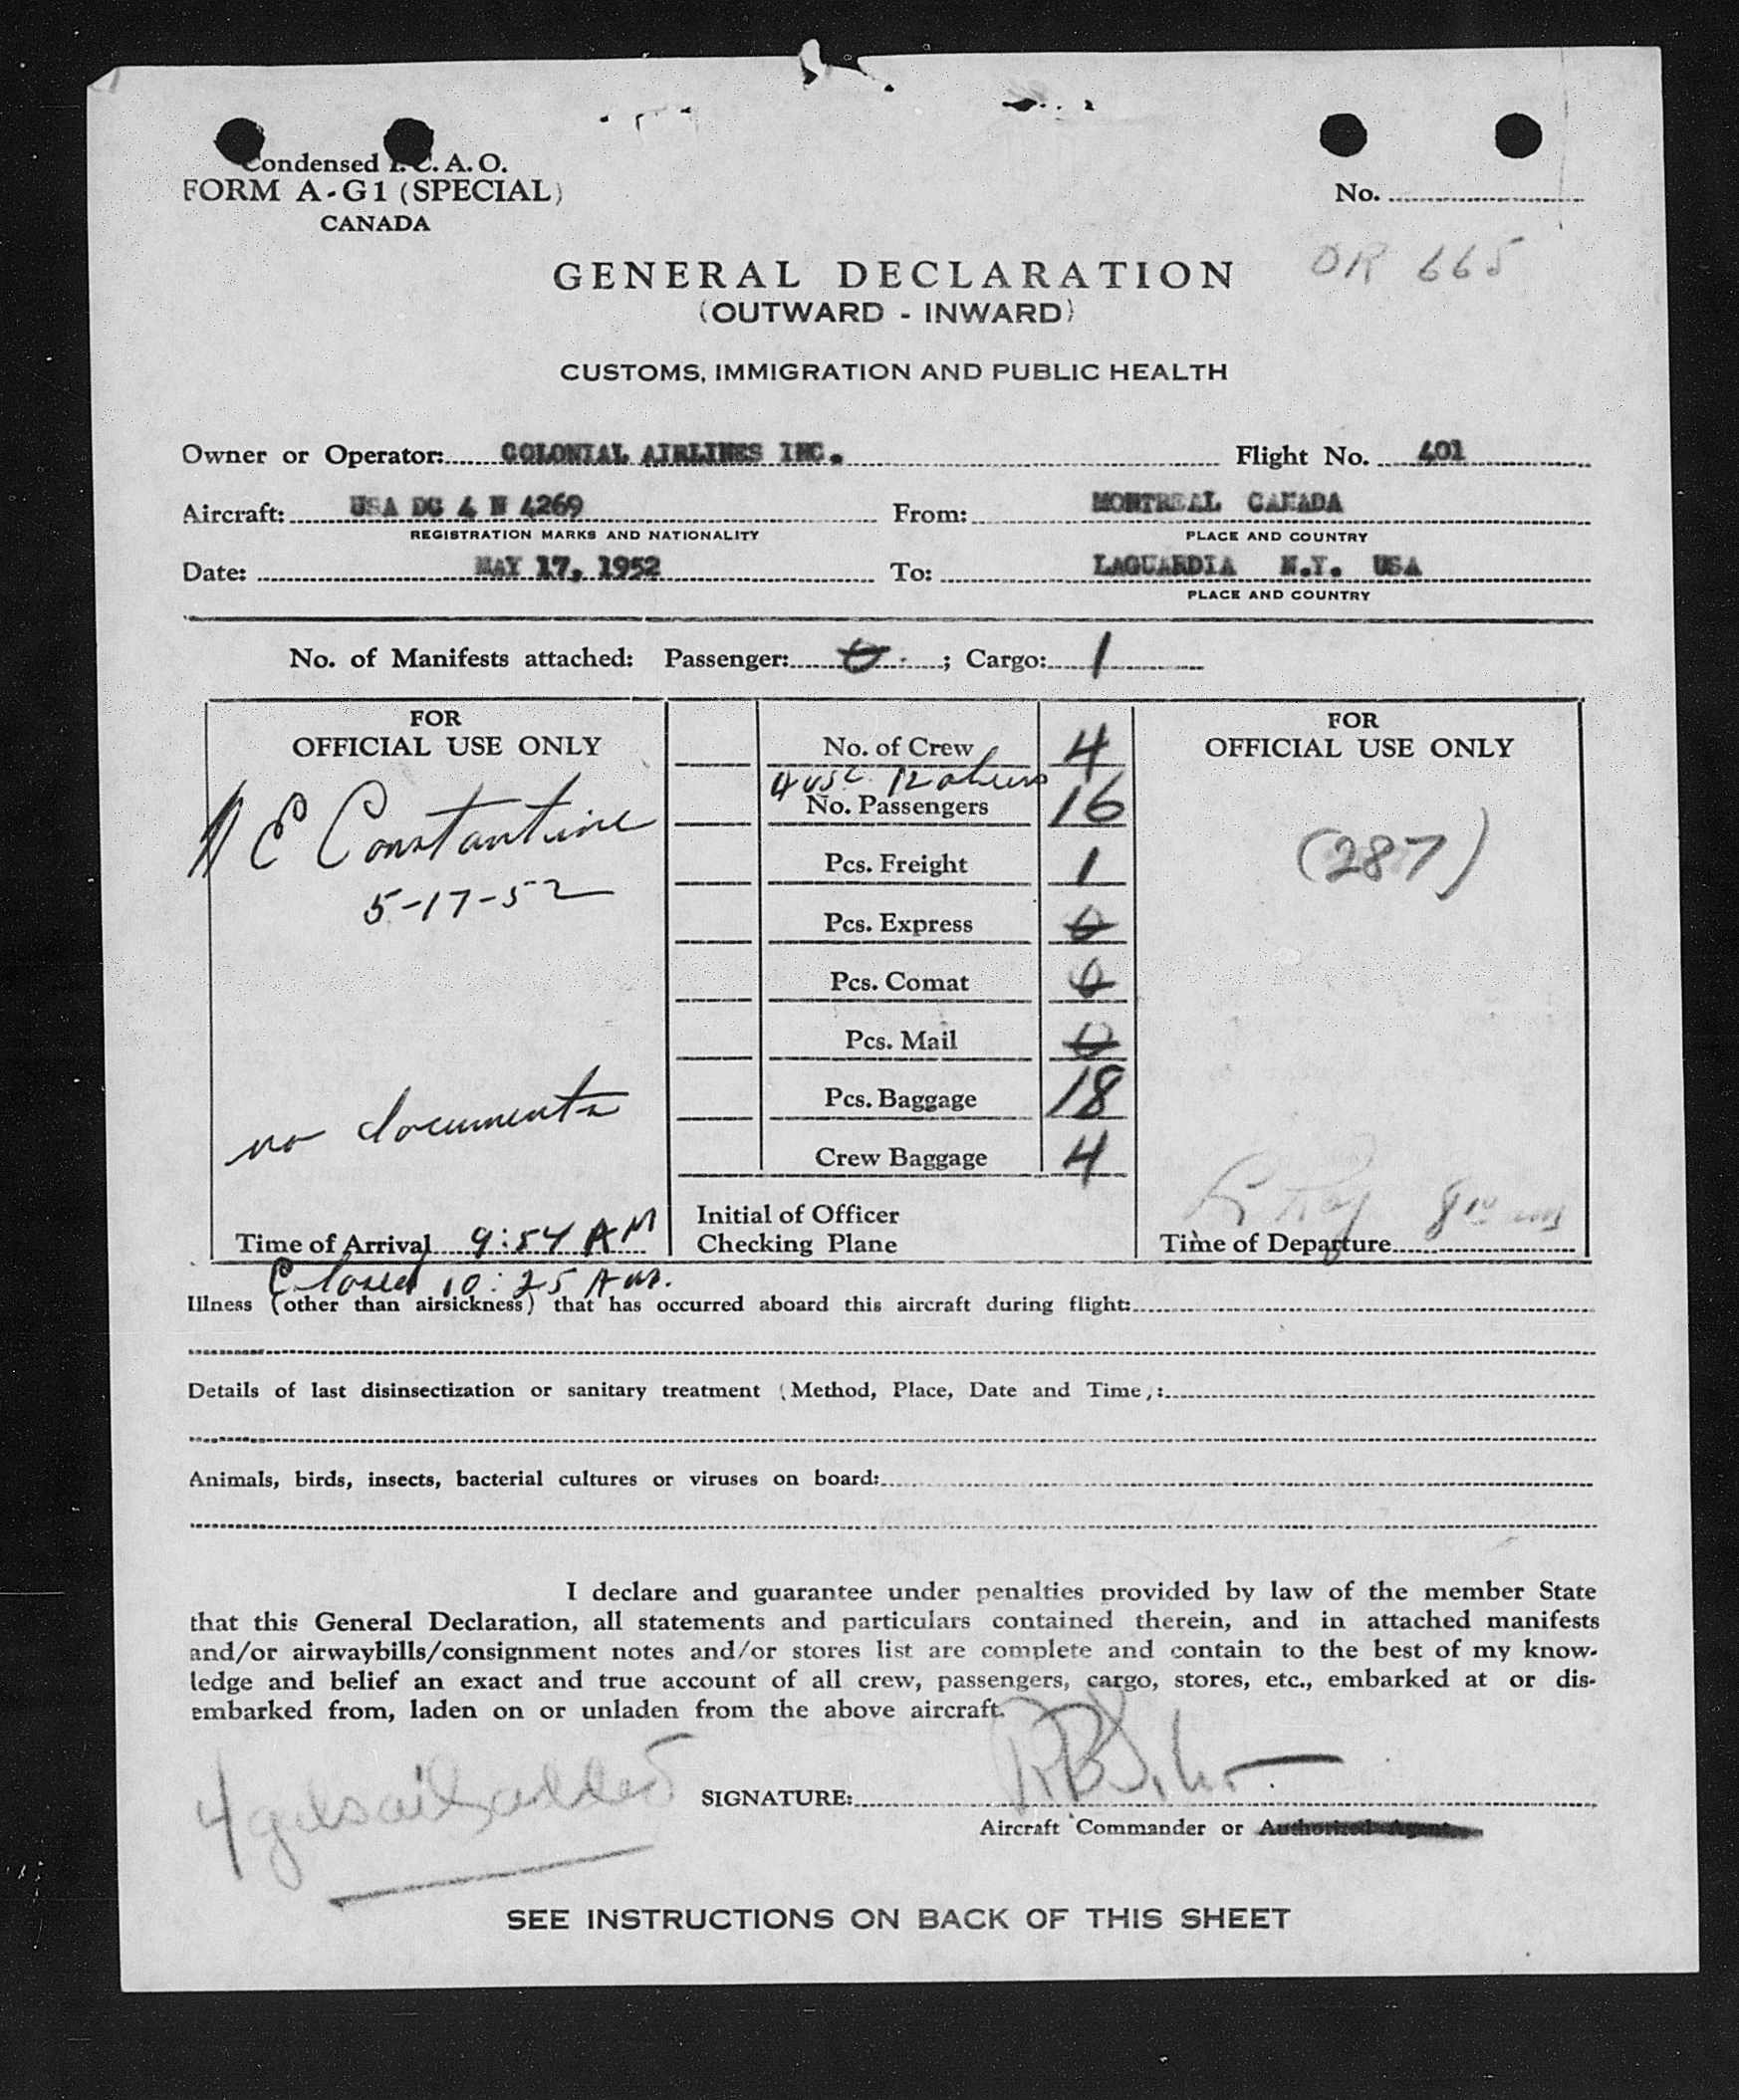 Condensed I.C.A.O.
FORM A-G1 (SPECIAL)
CANADA
No.
OR 665
GENERAL DECLARATION
(OUTWARD - INWARD)
CUSTOMS, IMMIGRATION AND PUBLIC HEALTH
Owner or Operator: COLONIAL AIRLINES INC. Flight No. 401
Aircraft: USA DC 4 N 4269 From: MONTREAL CANADA
REGISTRATION MARKS AND NATIONALITY PLACE AND COUNTRY
Date: MAY 17, 1952 To: LAGUARDIA N.Y. USA
PLACE AND COUNTRY
No. of Manifests attached: Passenger: 0 ; Cargo: 1
FOR
OFFICIAL USE ONLY
E Constantine
5-17-52
no documents
Time of Arrival 9:54 AM
Closed 10:25 Am.
No. of Crew 4
4 usc 12 others
No. Passengers 16
Pcs. Freight 1
Pcs. Express 0
Pcs. Comat 0
Pcs. Mail 0
Pcs. Baggage 18
Crew Baggage 4
Initial of Officer
Checking Plane
FOR
OFFICIAL USE ONLY
(287)
Time of Departure
Illness (other than airsickness) that has occurred aboard this aircraft during flight:
Details of last disinsectization or sanitary treatment (Method, Place, Date and Time):
Animals, birds, insects, bacterial cultures or viruses on board:
I declare and guarantee under penalties provided by law of the member State
that this General Declaration, all statements and particulars contained therein, and in attached manifests
and/or airwaybills/consignment notes and/or stores list are complete and contain to the best of my know-
ledge and belief an exact and true account of all crew, passengers, cargo, stores, etc., embarked at or dis-
embarked from, laden on or unladen from the above aircraft.
4 gals oil added
SIGNATURE:
Aircraft Commander or Authorized Agent
SEE INSTRUCTIONS ON BACK OF THIS SHEET